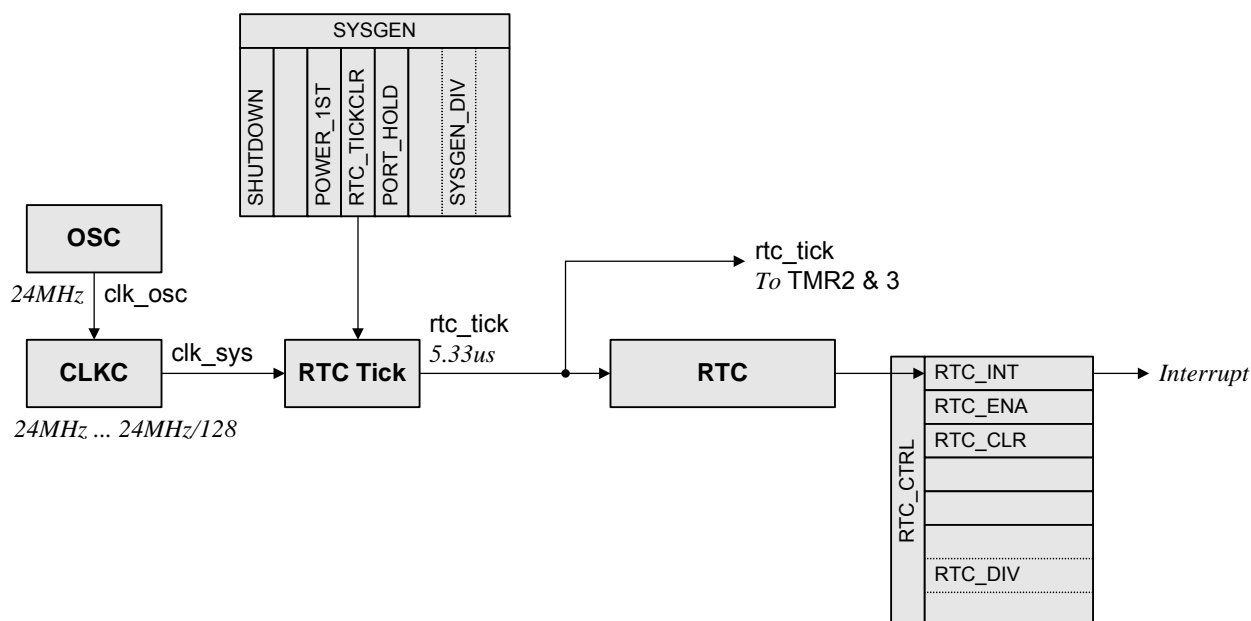 SYSGEN
SHUTDOWN
POWER_1ST
RTC_TICKCLR
PORT_HOLD
SYSGEN_DIV
OSC
24MHz
clk_osc
rtc_tick
To TMR2 & 3
CLKC
clk_sys
RTC Tick
rtc_tick
5.33us
RTC
24MHz ... 24MHz/128
RTC_CTRL
RTC_INT
Interrupt
RTC_ENA
RTC_CLR
RTC_DIV